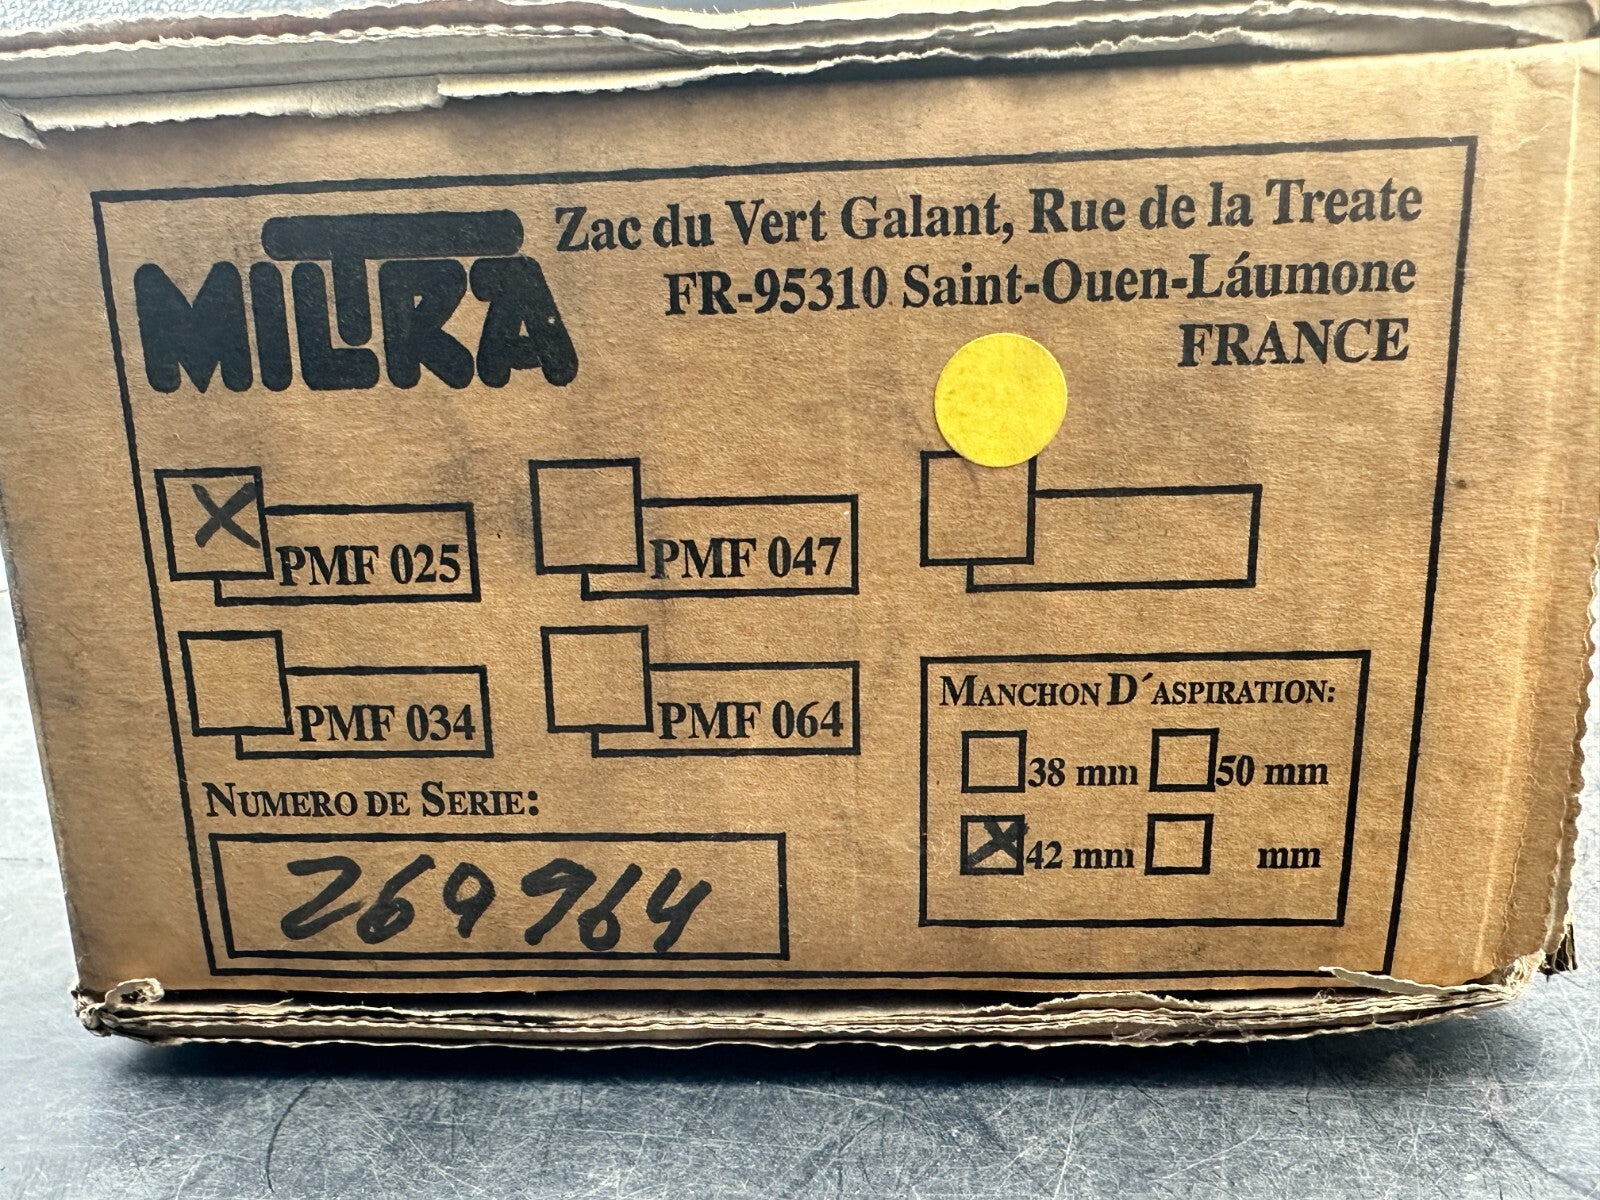 MILTRA
Zac du Vert Galant, Rue de la Treate
FR-95310 Saint-Ouen-Láumone
FRANCE
X PMF 025
PMF 047
PMF 034
PMF 064
MANCHON D´ASPIRATION:
38 mm 50 mm
X 42 mm mm
NUMERO DE SERIE:
269964